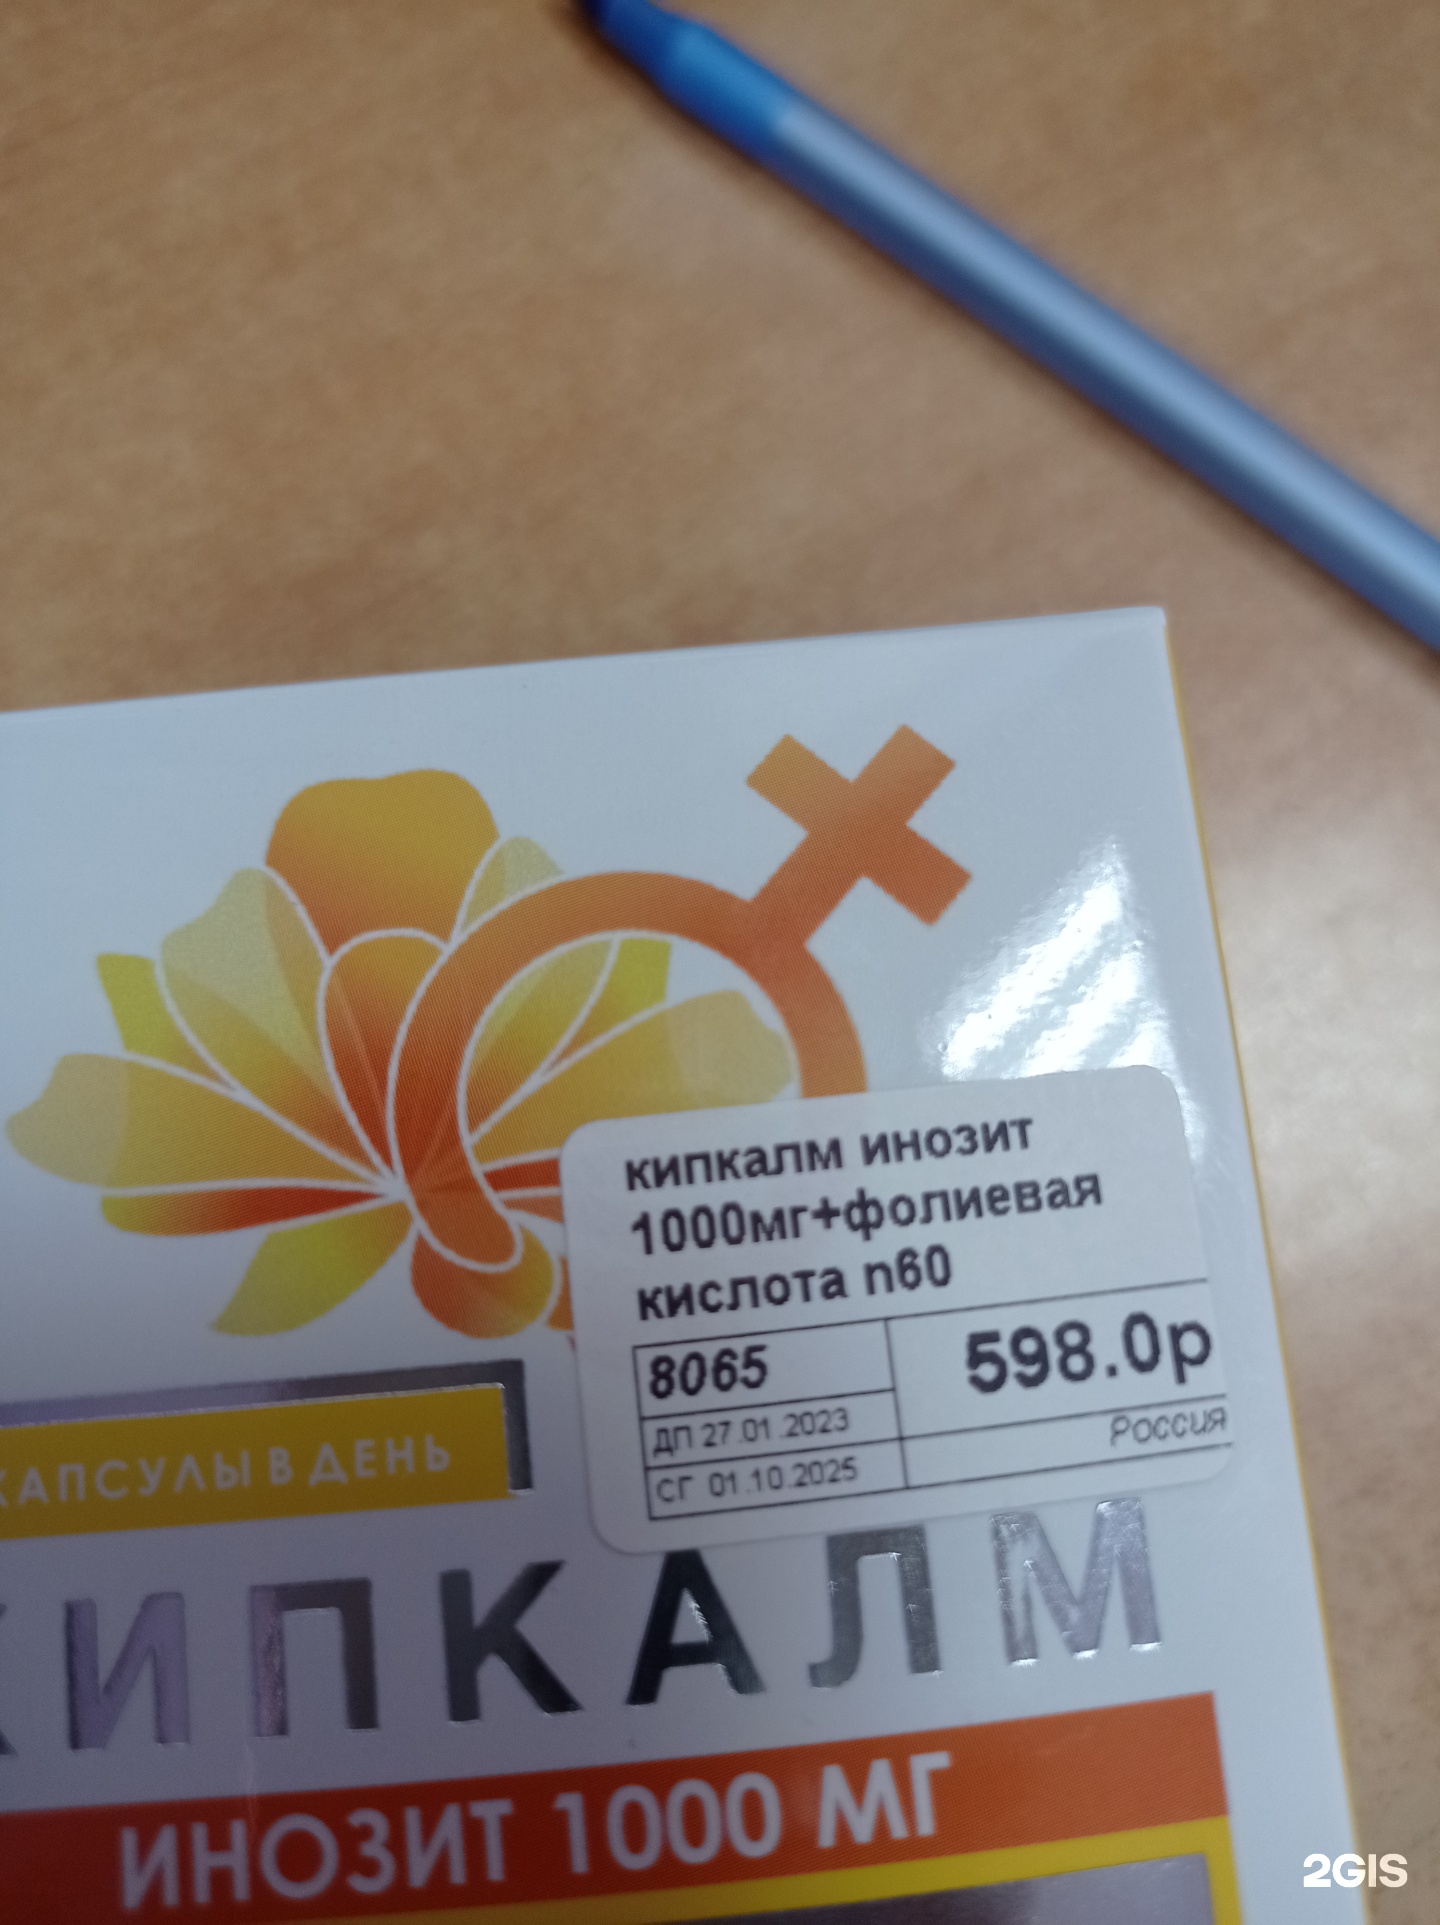 кипкалм инозит
1000мг+фолиевая
кислота n60
8065
598.0р
ДП 27.01.2023
Россия
СГ 01.10.2025
КАПСУЛЫ В ДЕНЬ
КИПКАЛМ
ИНОЗИТ 1000 МГ
2GIS